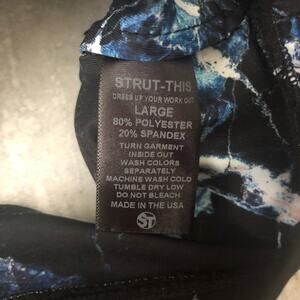 STRUT-THIS
DRESS UP YOUR WORK OUT
LARGE
80% POLYESTER
20% SPANDEX
TURN GARMENT
INSIDE OUT
WASH COLORS
SEPARATELY
MACHINE WASH COLD
TUMBLE DRY LOW
DO NOT BLEACH
MADE IN THE USA
ST